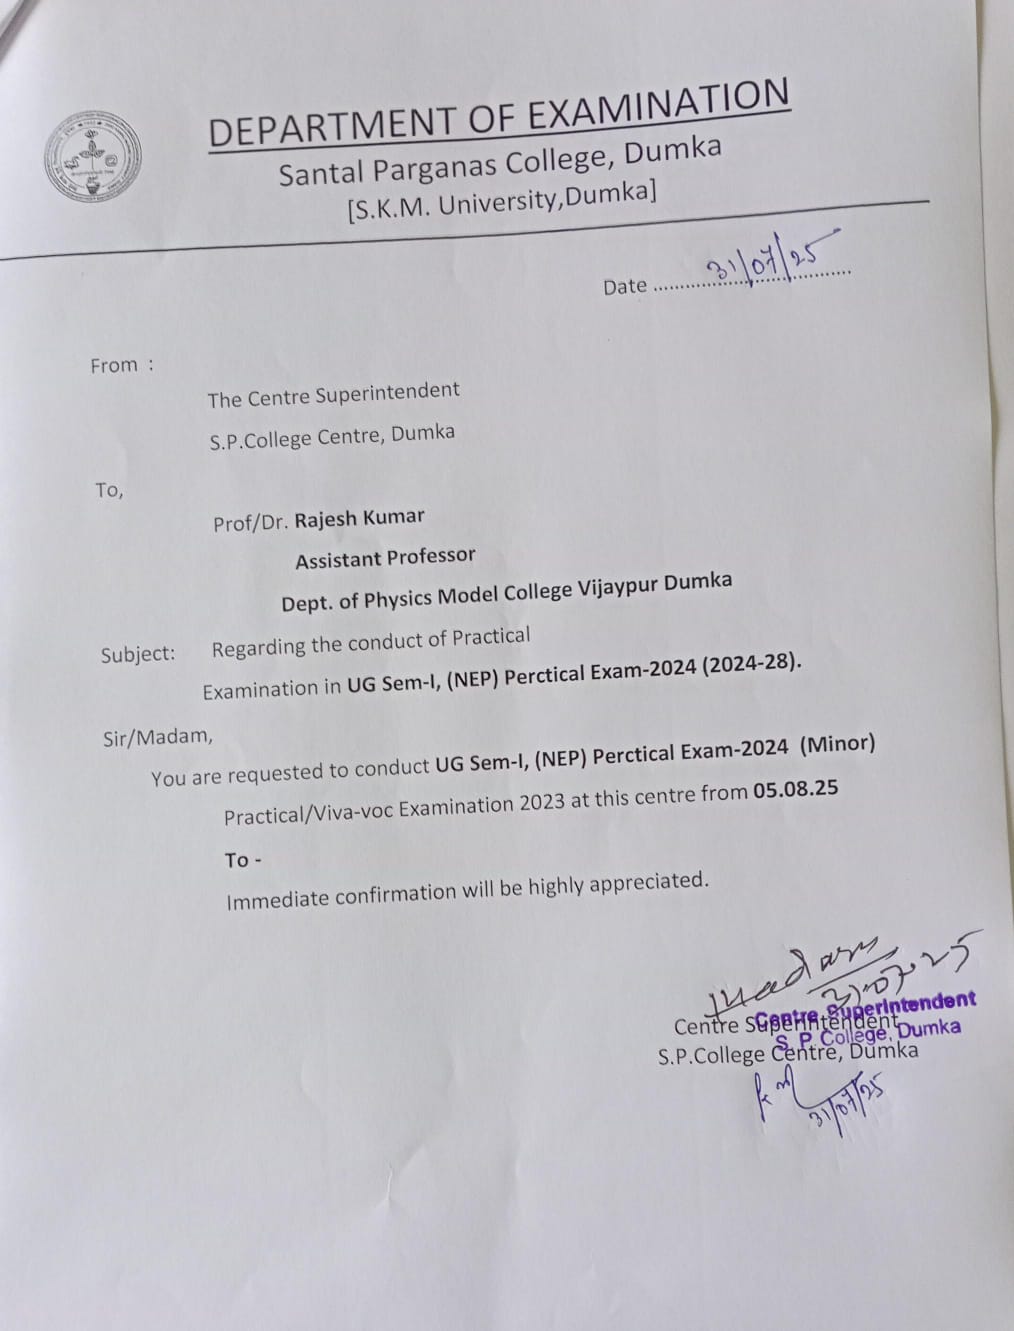 DEPARTMENT OF EXAMINATION
Santal Parganas College, Dumka
[S.K.M. University,Dumka]
Date ..................................... 31/07/25
From :
The Centre Superintendent
S.P.College Centre, Dumka
To,
Prof/Dr. Rajesh Kumar
Assistant Professor
Dept. of Physics Model College Vijaypur Dumka
Subject: Regarding the conduct of Practical
Examination in UG Sem-I, (NEP) Perctical Exam-2024 (2024-28).
Sir/Madam,
You are requested to conduct UG Sem-I, (NEP) Perctical Exam-2024 (Minor)
Practical/Viva-voc Examination 2023 at this centre from 05.08.25
To -
Immediate confirmation will be highly appreciated.
31.07.25
Centre Superintendent
S. P. College, Dumka
Centre Superintendent
S.P.College Centre, Dumka
31/07/25